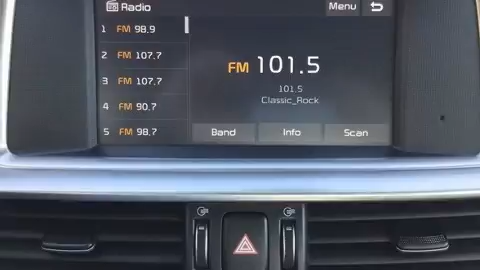 Radio
Menu
1 FM 98.9
2 FM 107.7
3 FM 107.7
4 FM 90.7
5 FM 98.7
FM 101.5
101.5
Classic_Rock
Band
Info
Scan